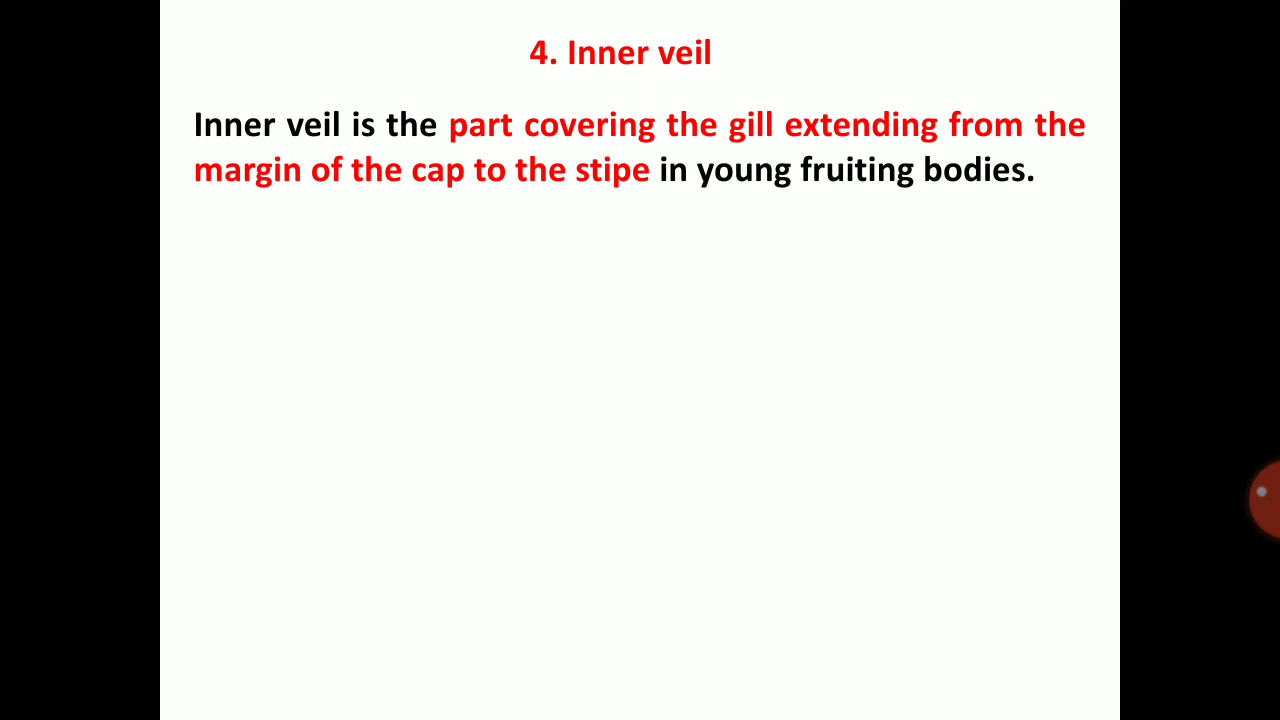 4. Inner veil
Inner veil is the part covering the gill extending from the
margin of the cap to the stipe in young fruiting bodies.